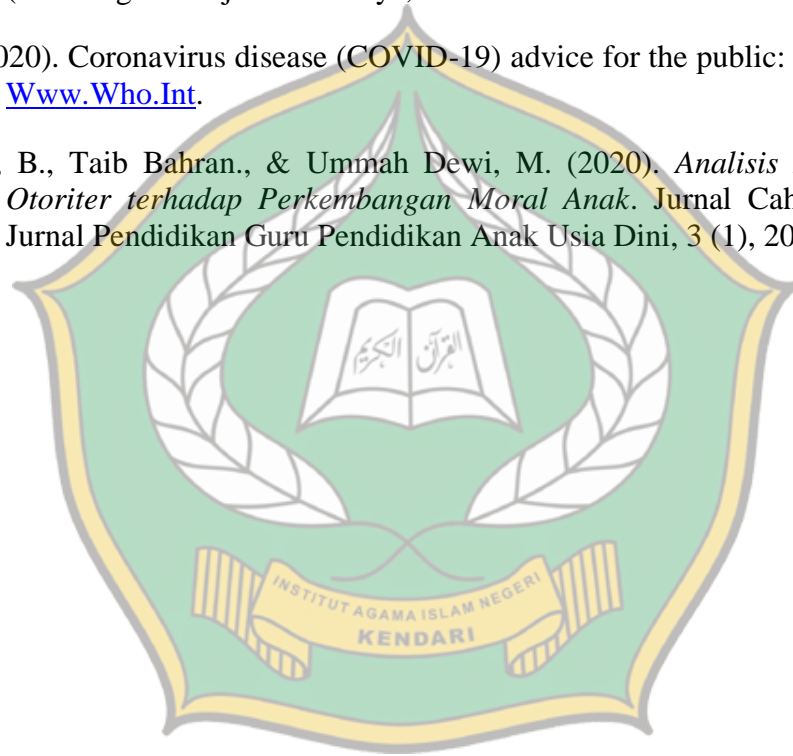 020). Coronavirus disease (COVID-19) advice for the public:
Www.Who.Int.
B., Taib Bahran., & Ummah Dewi, M. (2020). Analisis
Otoriter terhadap Perkembangan Moral Anak. Jurnal Cah
Jurnal Pendidikan Guru Pendidikan Anak Usia Dini, 3 (1), 20
القرآن الكريم
INSTITUT AGAMA ISLAM NEGERI
KENDARI